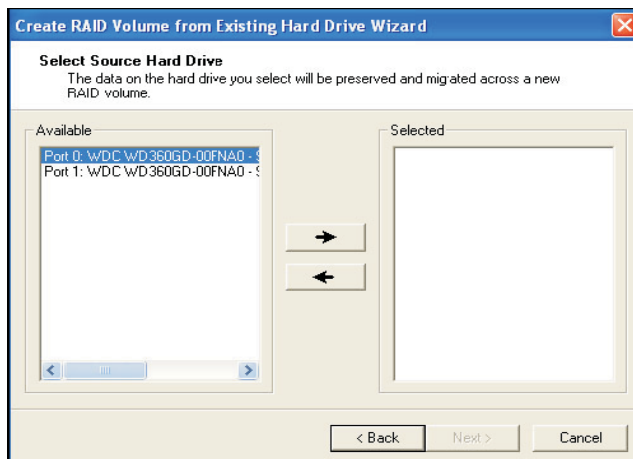 Create RAID Volume from Existing Hard Drive Wizard
Select Source Hard Drive
The data on the hard drive you select will be preserved and migrated across a new
RAID volume.
Available
Selected
Port 0: WDC WD360GD-00FNA0 - S
Port 1: WDC WD360GD-00FNA0 - S
< Back
Next >
Cancel